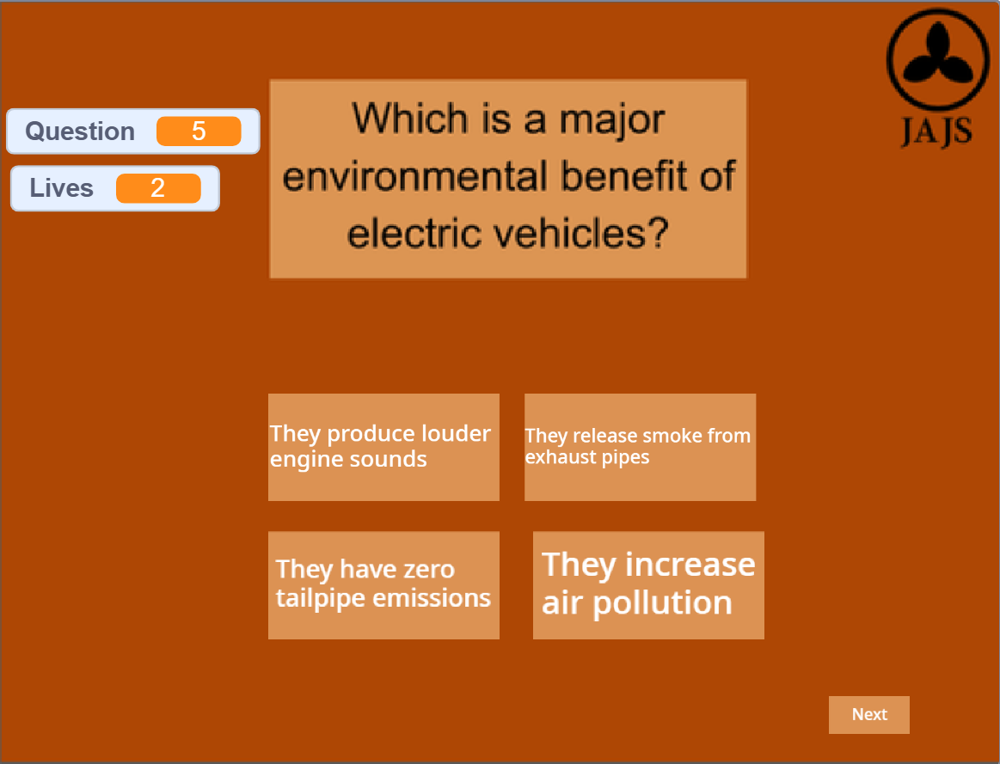 JAJS
Question 5
Lives 2
Which is a major
environmental benefit of
electric vehicles?
They produce louder
engine sounds
They release smoke from
exhaust pipes
They have zero
tailpipe emissions
They increase
air pollution
Next